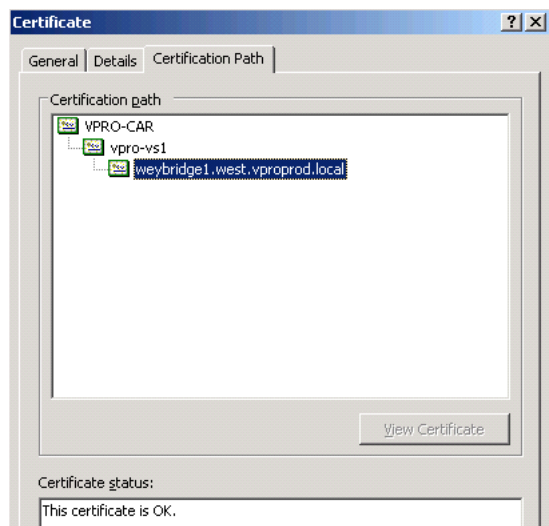 Certificate
General Details Certification Path
Certification path
VPRO-CAR
vpro-vs1
weybridge1.west.vproprod.local
View Certificate
Certificate status:
This certificate is OK.